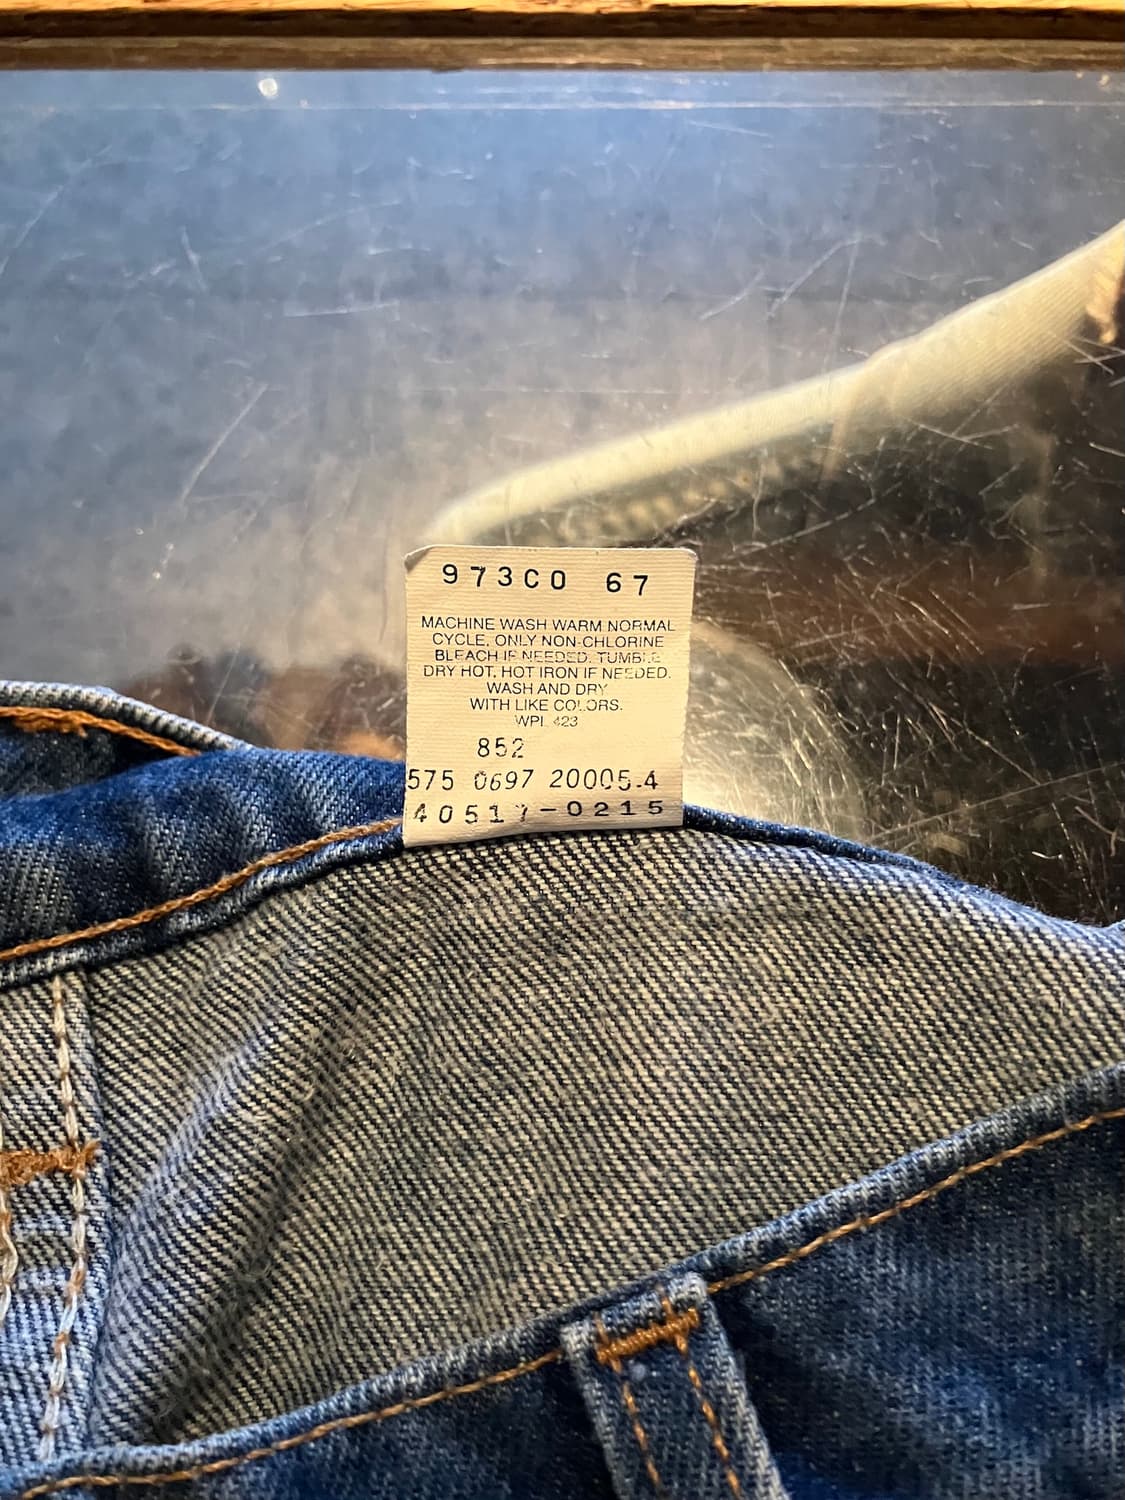 973C0 67
MACHINE WASH WARM NORMAL
CYCLE, ONLY NON-CHLORINE
BLEACH IF NEEDED. TUMBLE
DRY HOT. HOT IRON IF NEEDED.
WASH AND DRY
WITH LIKE COLORS.
WPL 423
852
575 0697 20005.4
-0215